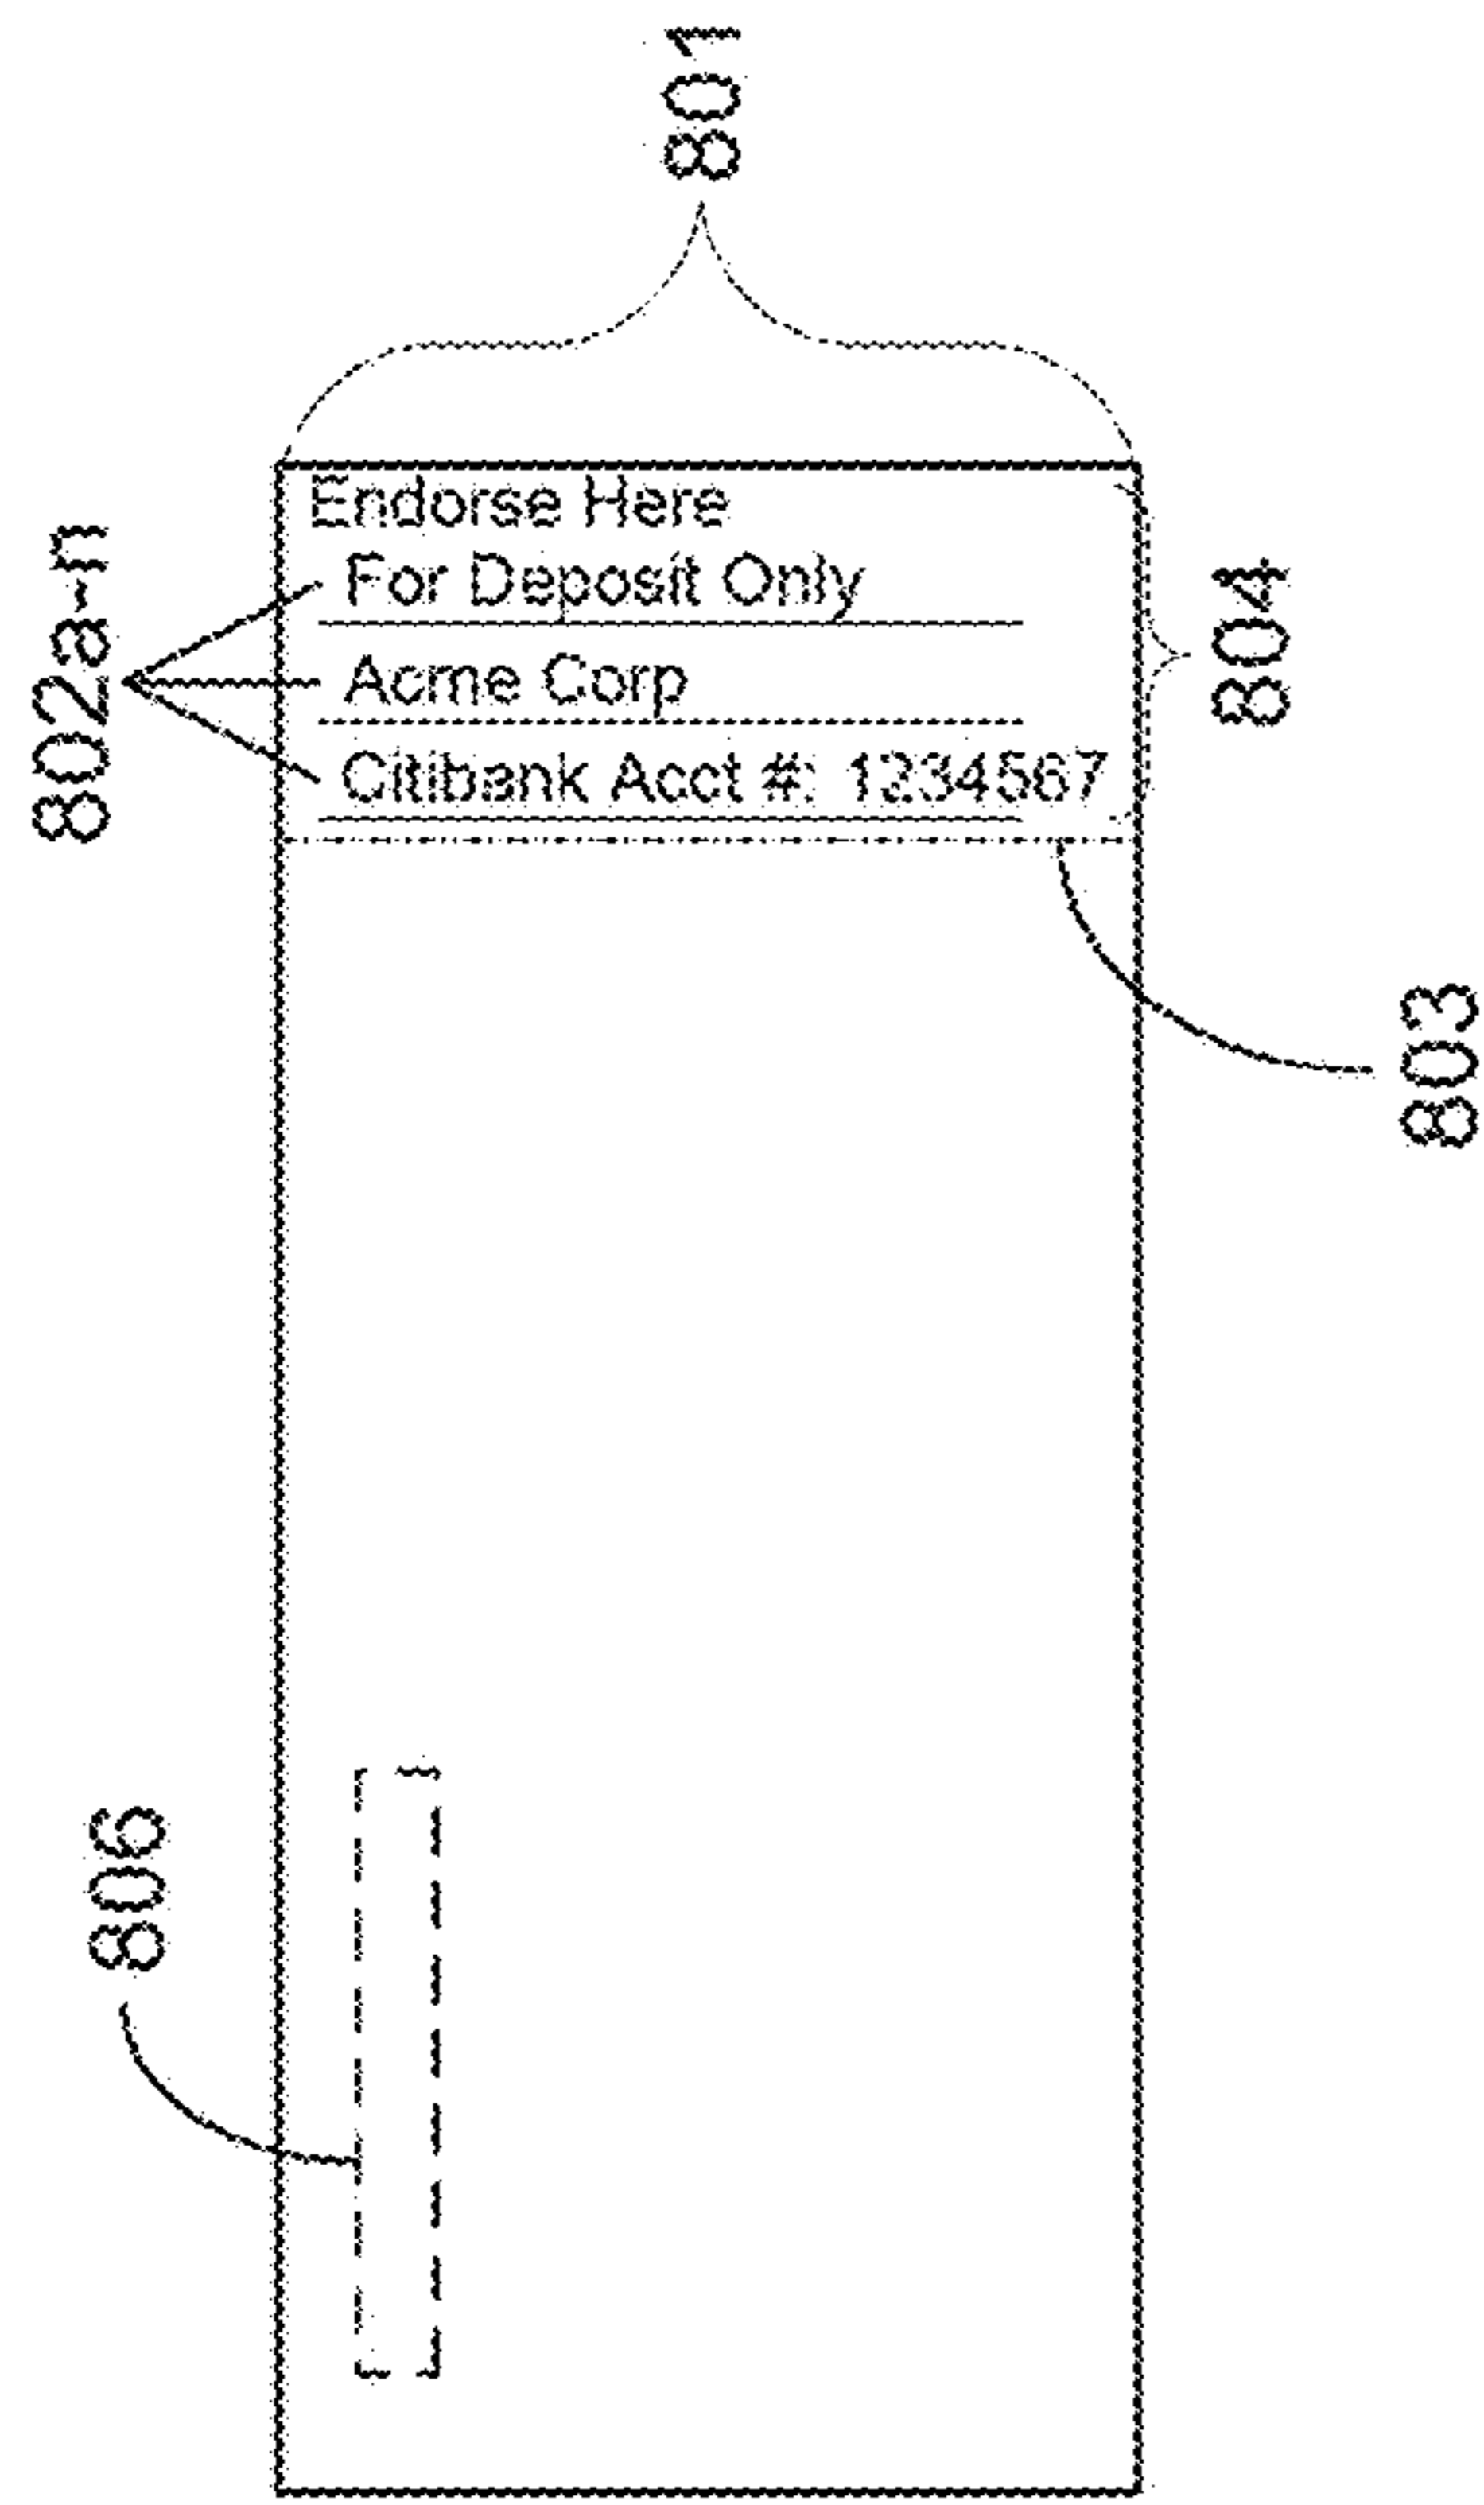 801
Endorse Here
802a-n
For Deposit Only
804
Acme Corp
Citibank Acct #: 1234567
803
806